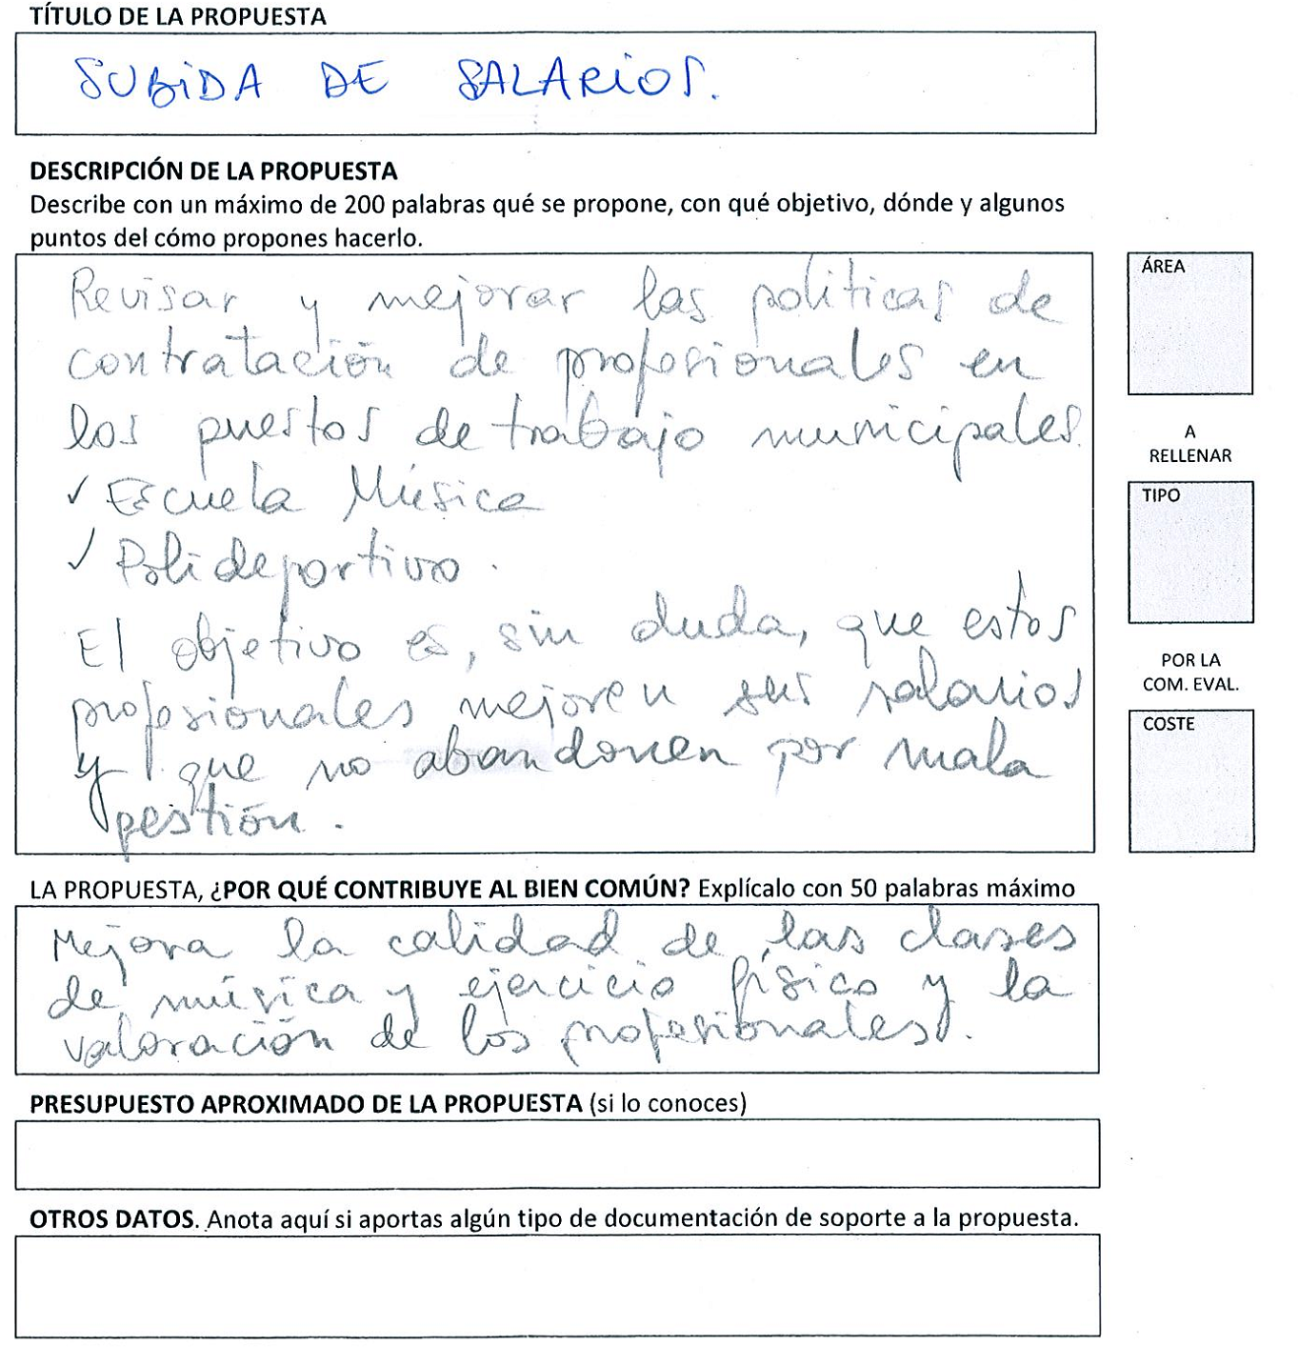 TÍTULO DE LA PROPUESTA
SUBIDA DE SALARIOS.
DESCRIPCIÓN DE LA PROPUESTA
Describe con un máximo de 200 palabras qué se propone, con qué objetivo, dónde y algunos
puntos del cómo propones hacerlo.
Revisar y mejorar las políticas de
contratación de profesionales en
los puestos de trabajo municipales.
✓ Escuela Música
✓ Polideportivo.
El objetivo es, sin duda, que estos
profesionales mejoren sus salarios
y que no abandonen por mala
gestión.
ÁREA
A
RELLENAR
TIPO
POR LA
COM. EVAL.
COSTE
LA PROPUESTA, ¿POR QUÉ CONTRIBUYE AL BIEN COMÚN? Explícalo con 50 palabras máximo
Mejora la calidad de las clases
de música y ejercicio físico y la
valoración de los profesionales.
PRESUPUESTO APROXIMADO DE LA PROPUESTA (si lo conoces)
OTROS DATOS. Anota aquí si aportas algún tipo de documentación de soporte a la propuesta.